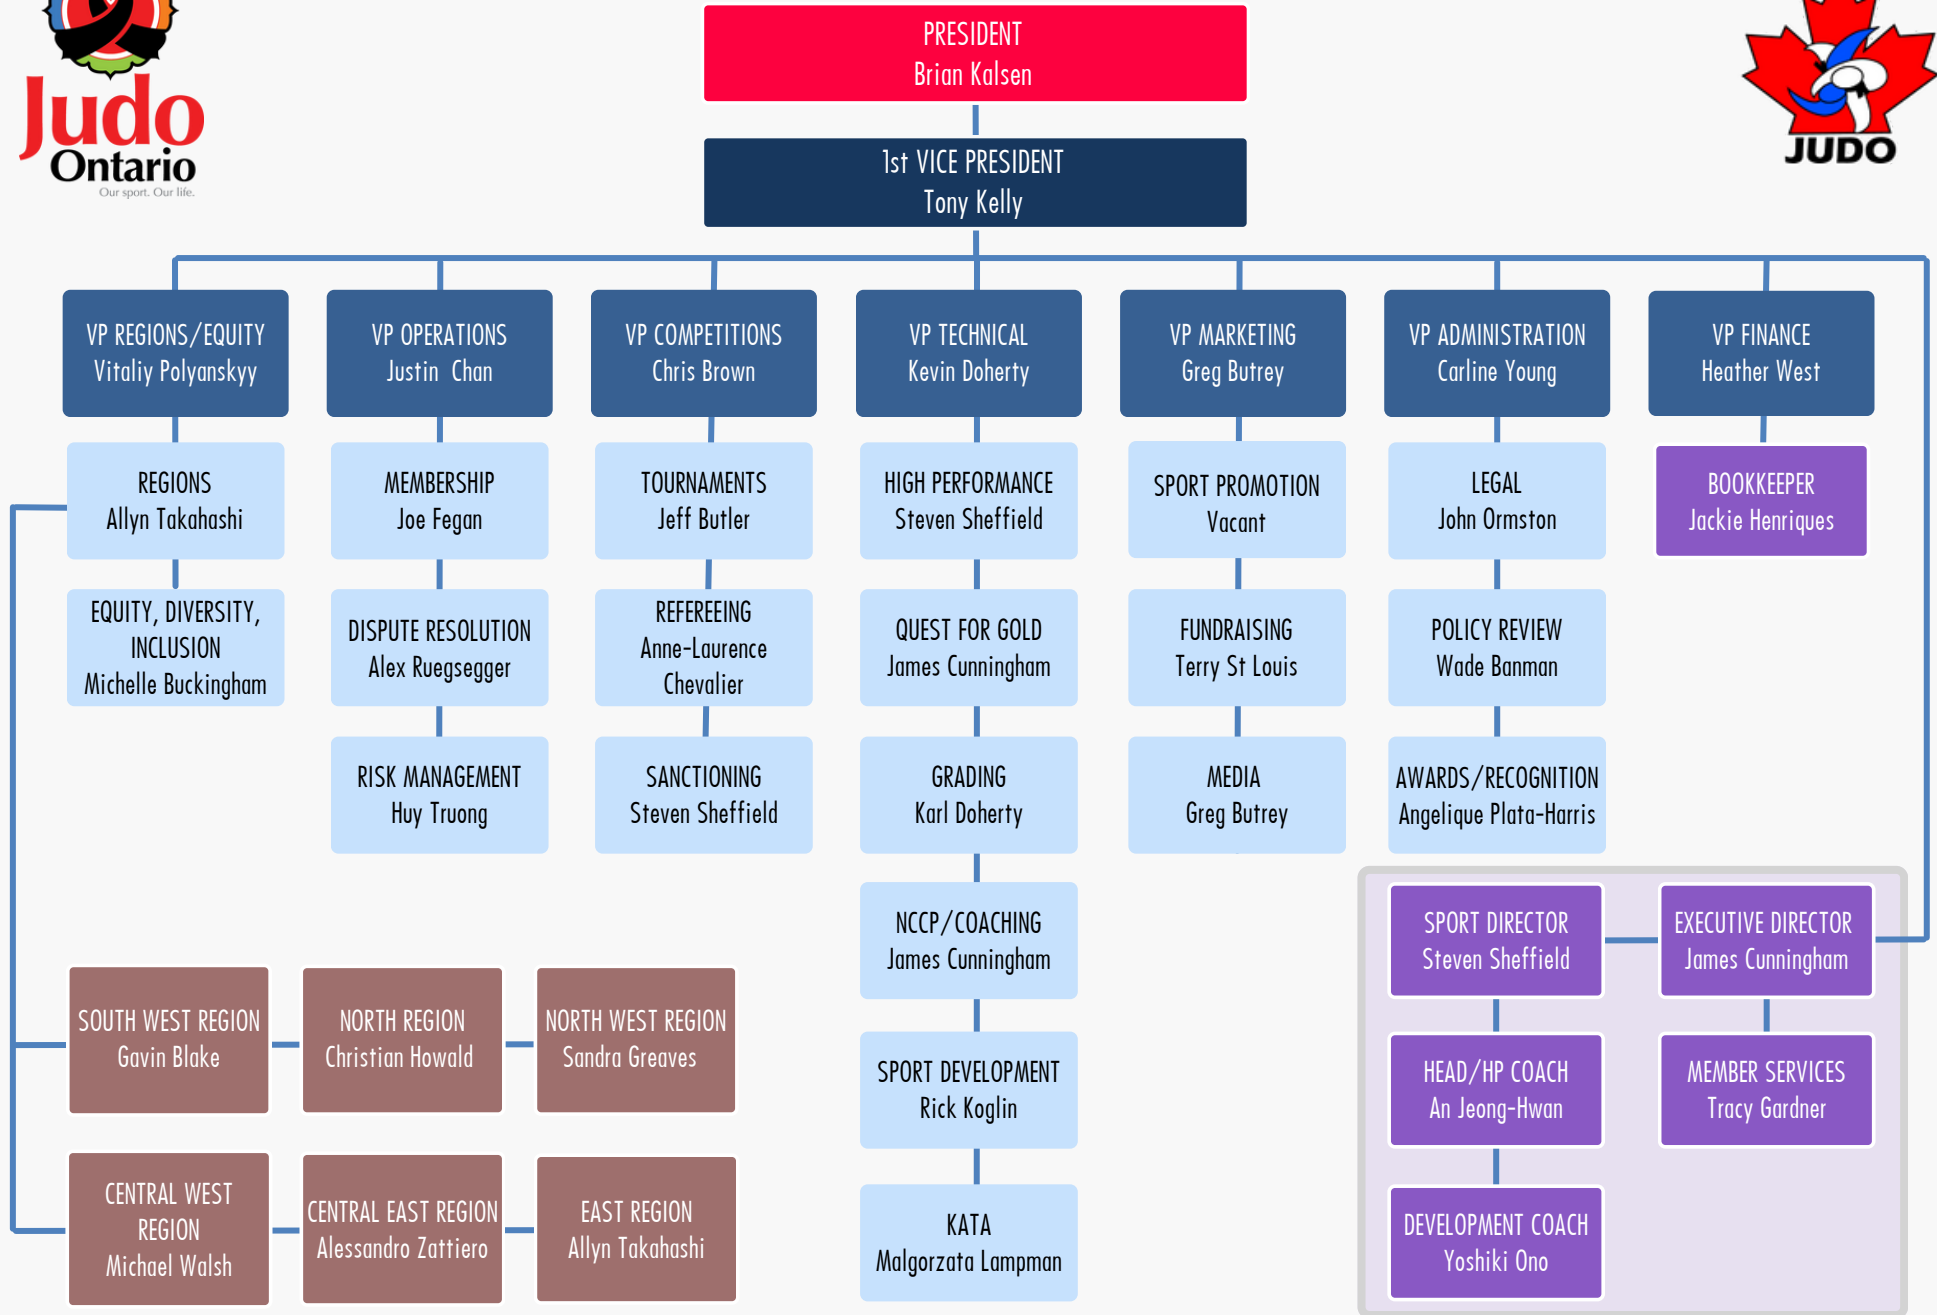 Judo
Ontario
Our sport. Our life.
PRESIDENT
Brian Kalsen
JUDO
1st VICE PRESIDENT
Tony Kelly
VP REGIONS/EQUITY
Vitaliy Polyanskyy
VP OPERATIONS
Justin Chan
VP COMPETITIONS
Chris Brown
VP TECHNICAL
Kevin Doherty
VP MARKETING
Greg Butrey
VP ADMINISTRATION
Carline Young
VP FINANCE
Heather West
REGIONS
Allyn Takahashi
MEMBERSHIP
Joe Fegan
TOURNAMENTS
Jeff Butler
HIGH PERFORMANCE
Steven Sheffield
SPORT PROMOTION
Vacant
LEGAL
John Ormston
BOOKKEEPER
Jackie Henriques
EQUITY, DIVERSITY,
INCLUSION
Michelle Buckingham
DISPUTE RESOLUTION
Alex Ruegsegger
REFEREEING
Anne-Laurence
Chevalier
QUEST FOR GOLD
James Cunningham
FUNDRAISING
Terry St Louis
POLICY REVIEW
Wade Banman
RISK MANAGEMENT
Huy Truong
SANCTIONING
Steven Sheffield
GRADING
Karl Doherty
MEDIA
Greg Butrey
AWARDS/RECOGNITION
Angelique Plata-Harris
NCCP/COACHING
James Cunningham
SPORT DIRECTOR
Steven Sheffield
EXECUTIVE DIRECTOR
James Cunningham
SOUTH WEST REGION
Gavin Blake
NORTH REGION
Christian Howald
NORTH WEST REGION
Sandra Greaves
SPORT DEVELOPMENT
Rick Koglin
HEAD/HP COACH
An Jeong-Hwan
MEMBER SERVICES
Tracy Gardner
CENTRAL WEST
REGION
Michael Walsh
CENTRAL EAST REGION
Alessandro Zattiero
EAST REGION
Allyn Takahashi
KATA
Malgorzata Lampman
DEVELOPMENT COACH
Yoshiki Ono